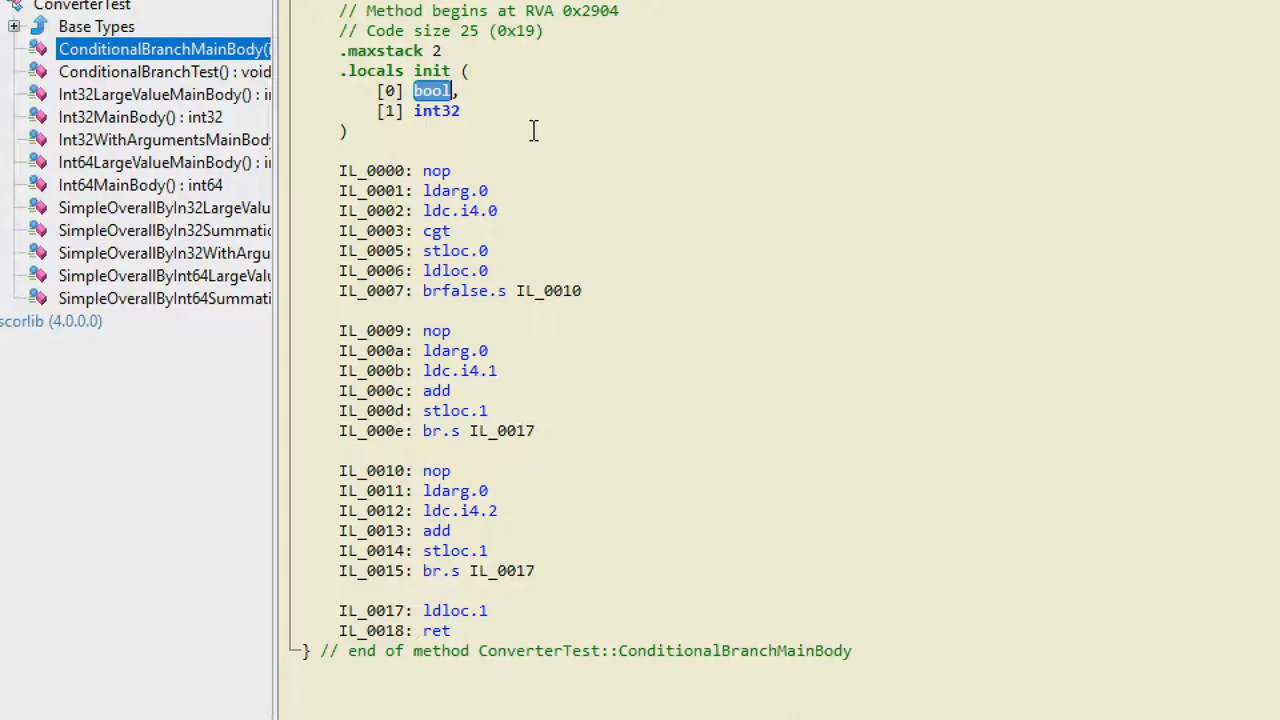 ConverterTest
Base Types
ConditionalBranchMainBody(i
ConditionalBranchTest() : void
Int32LargeValueMainBody() : i
Int32MainBody() : int32
Int32WithArgumentsMainBod
Int64LargeValueMainBody() : i
Int64MainBody() : int64
SimpleOverallByIn32LargeValu
SimpleOverallByIn32Summatic
SimpleOverallByIn32WithArgu
SimpleOverallByInt64LargeVal
SimpleOverallByInt64Summati
scorlib (4.0.0.0)
// Method begins at RVA 0x2904
// Code size 25 (0x19)
.maxstack 2
.locals init (
[0] bool,
[1] int32
)
IL_0000: nop
IL_0001: ldarg.0
IL_0002: ldc.i4.0
IL_0003: cgt
IL_0005: stloc.0
IL_0006: ldloc.0
IL_0007: brfalse.s IL_0010
IL_0009: nop
IL_000a: ldarg.0
IL_000b: ldc.i4.1
IL_000c: add
IL_000d: stloc.1
IL_000e: br.s IL_0017
IL_0010: nop
IL_0011: ldarg.0
IL_0012: ldc.i4.2
IL_0013: add
IL_0014: stloc.1
IL_0015: br.s IL_0017
IL_0017: ldloc.1
IL_0018: ret
} // end of method ConverterTest::ConditionalBranchMainBody